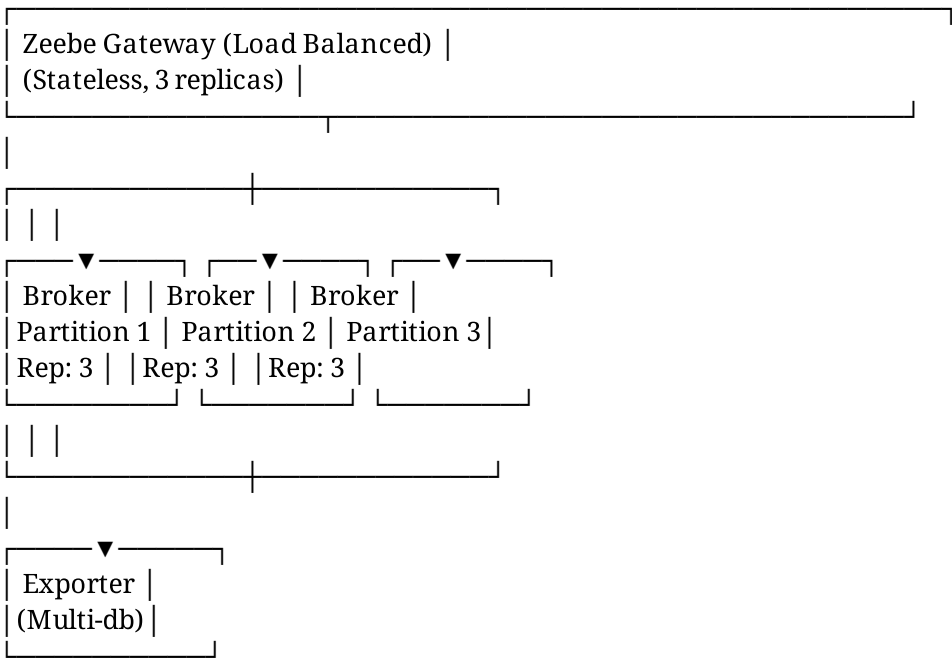 ┌─────────────────────────────────────────────────────────┐
│ Zeebe Gateway (Load Balanced) │
│ (Stateless, 3 replicas) │
└───────────────────┬─────────────────────────────────────┘
│
┌───────────────┼───────────────┐
│ │ │
┌────▼─────┐ ┌───▼─────┐ ┌───▼─────┐
│ Broker │ │ Broker │ │ Broker │
│Partition 1 │ Partition 2 │ Partition 3│
│Rep: 3 │ │Rep: 3 │ │Rep: 3 │
└──────────┘ └─────────┘ └─────────┘
│ │ │
└───────────────┼───────────────┘
│
┌─────▼──────┐
│ Exporter │
│(Multi-db)│
└────────────┘